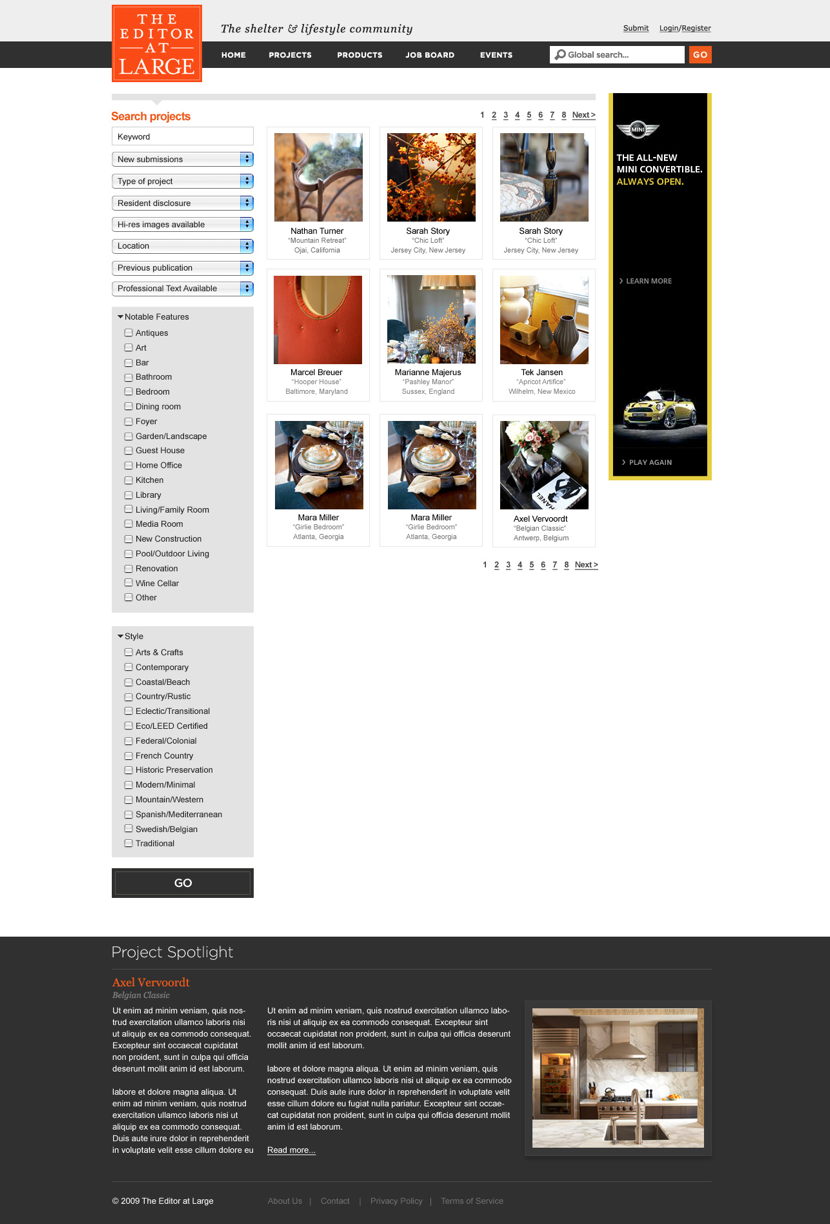 THE
EDITOR
—AT—
LARGE
The shelter & lifestyle community
Submit Login/Register
HOME PROJECTS PRODUCTS JOB BOARD EVENTS
Global search...
GO
Search projects
Keyword
New submissions
Type of project
Resident disclosure
Hi-res images available
Location
Previous publication
Professional Text Available
Notable Features
Antiques
Art
Bar
Bathroom
Bedroom
Dining room
Foyer
Garden/Landscape
Guest House
Home Office
Kitchen
Library
Living/Family Room
Media Room
New Construction
Pool/Outdoor Living
Renovation
Wine Cellar
Other
Style
Arts & Crafts
Contemporary
Coastal/Beach
Country/Rustic
Eclectic/Transitional
Eco/LEED Certified
Federal/Colonial
French Country
Historic Preservation
Modern/Minimal
Mountain/Western
Spanish/Mediterranean
Swedish/Belgian
Traditional
GO
1 2 3 4 5 6 7 8 Next >
Nathan Turner
“Mountain Retreat”
Ojai, California
Sarah Story
“Chic Loft”
Jersey City, New Jersey
Sarah Story
“Chic Loft”
Jersey City, New Jersey
Marcel Breuer
“Hooper House”
Baltimore, Maryland
Marianne Majerus
“Pashley Manor”
Sussex, England
Tek Jansen
“Apricot Artifice”
Wilhelm, New Mexico
Mara Miller
“Girlie Bedroom”
Atlanta, Georgia
Mara Miller
“Girlie Bedroom”
Atlanta, Georgia
CHANEL
Axel Vervoordt
“Belgian Classic”
Antwerp, Belgium
1 2 3 4 5 6 7 8 Next >
MINI
THE ALL-NEW
MINI CONVERTIBLE.
ALWAYS OPEN.
> LEARN MORE
> PLAY AGAIN
Project Spotlight
Axel Vervoordt
Belgian Classic
Ut enim ad minim veniam, quis nos-
trud exercitation ullamco laboris nisi
ut aliquip ex ea commodo consequat.
Excepteur sint occaecat cupidatat
non proident, sunt in culpa qui officia
deserunt mollit anim id est laborum.
labore et dolore magna aliqua. Ut
enim ad minim veniam, quis nostrud
exercitation ullamco laboris nisi ut
aliquip ex ea commodo consequat.
Duis aute irure dolor in reprehenderit
in voluptate velit esse cillum dolore eu
Ut enim ad minim veniam, quis nostrud exercitation ullamco labo-
ris nisi ut aliquip ex ea commodo consequat. Excepteur sint
occaecat cupidatat non proident, sunt in culpa qui officia deserunt
mollit anim id est laborum.
labore et dolore magna aliqua. Ut enim ad minim veniam, quis
nostrud exercitation ullamco laboris nisi ut aliquip ex ea commodo
consequat. Duis aute irure dolor in reprehenderit in voluptate velit
esse cillum dolore eu fugiat nulla pariatur. Excepteur sint occae-
cat cupidatat non proident, sunt in culpa qui officia deserunt mollit
anim id est laborum.
Read more...
© 2009 The Editor at Large
About Us | Contact | Privacy Policy | Terms of Service